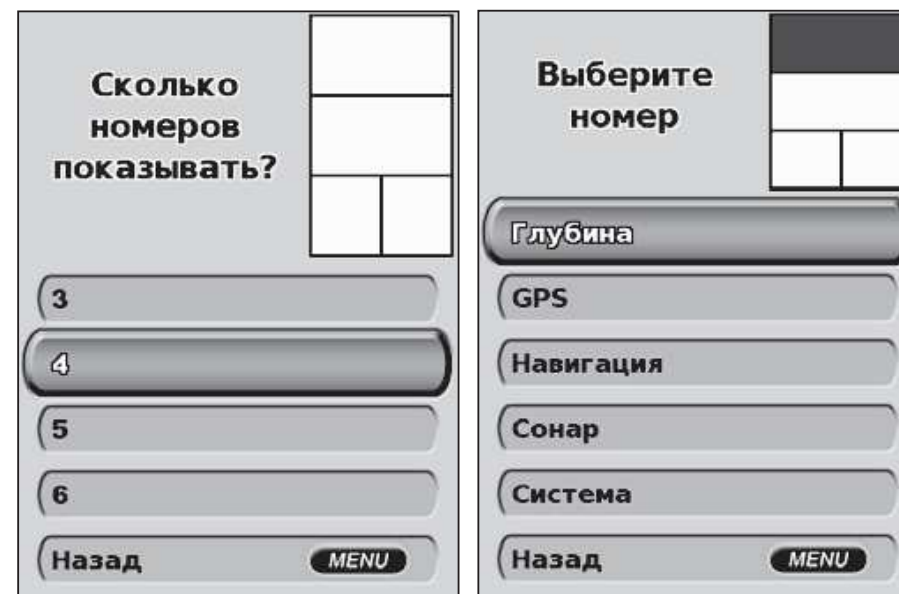 Сколько
номеров
показывать?
3
4
5
6
Назад MENU
Выберите
номер
Глубина
GPS
Навигация
Сонар
Система
Назад MENU